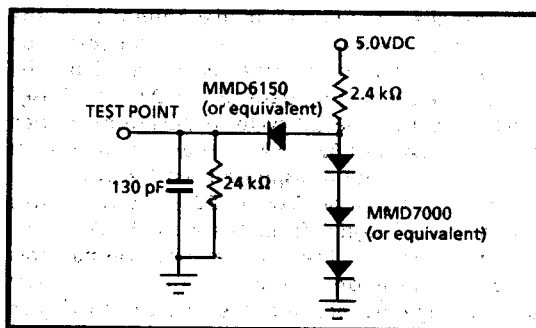 5.0VDC
MMD6150
(or equivalent)
2.4 kΩ
TEST POINT
130 pF
24 kΩ
MMD7000
(or equivalent)